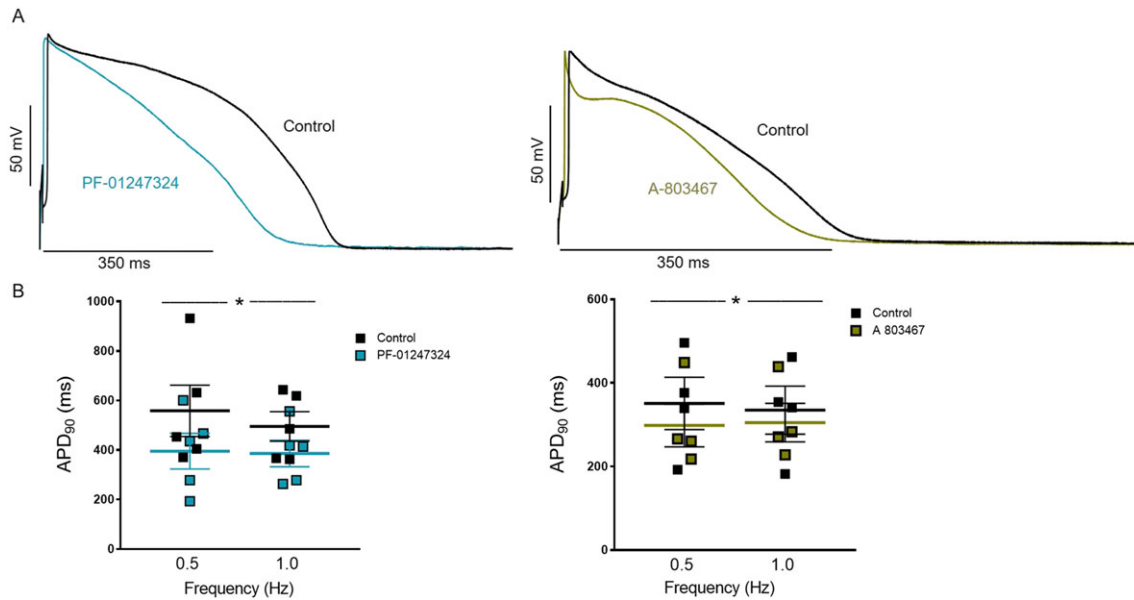 A
50 mV
Control
PF-01247324
350 ms
50 mV
Control
A-803467
350 ms
B
*
1000
800
600
400
200
0
APD90 (ms)
0.5
1.0
Frequency (Hz)
Control
PF-01247324
*
600
400
200
0
APD90 (ms)
0.5
1.0
Frequency (Hz)
Control
A 803467